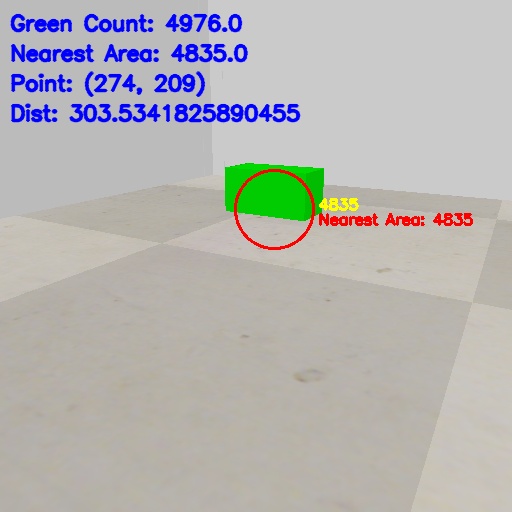 Green Count: 4976.0
Nearest Area: 4835.0
Point: (274, 209)
Dist: 303.5341825890455
4835
Nearest Area: 4835